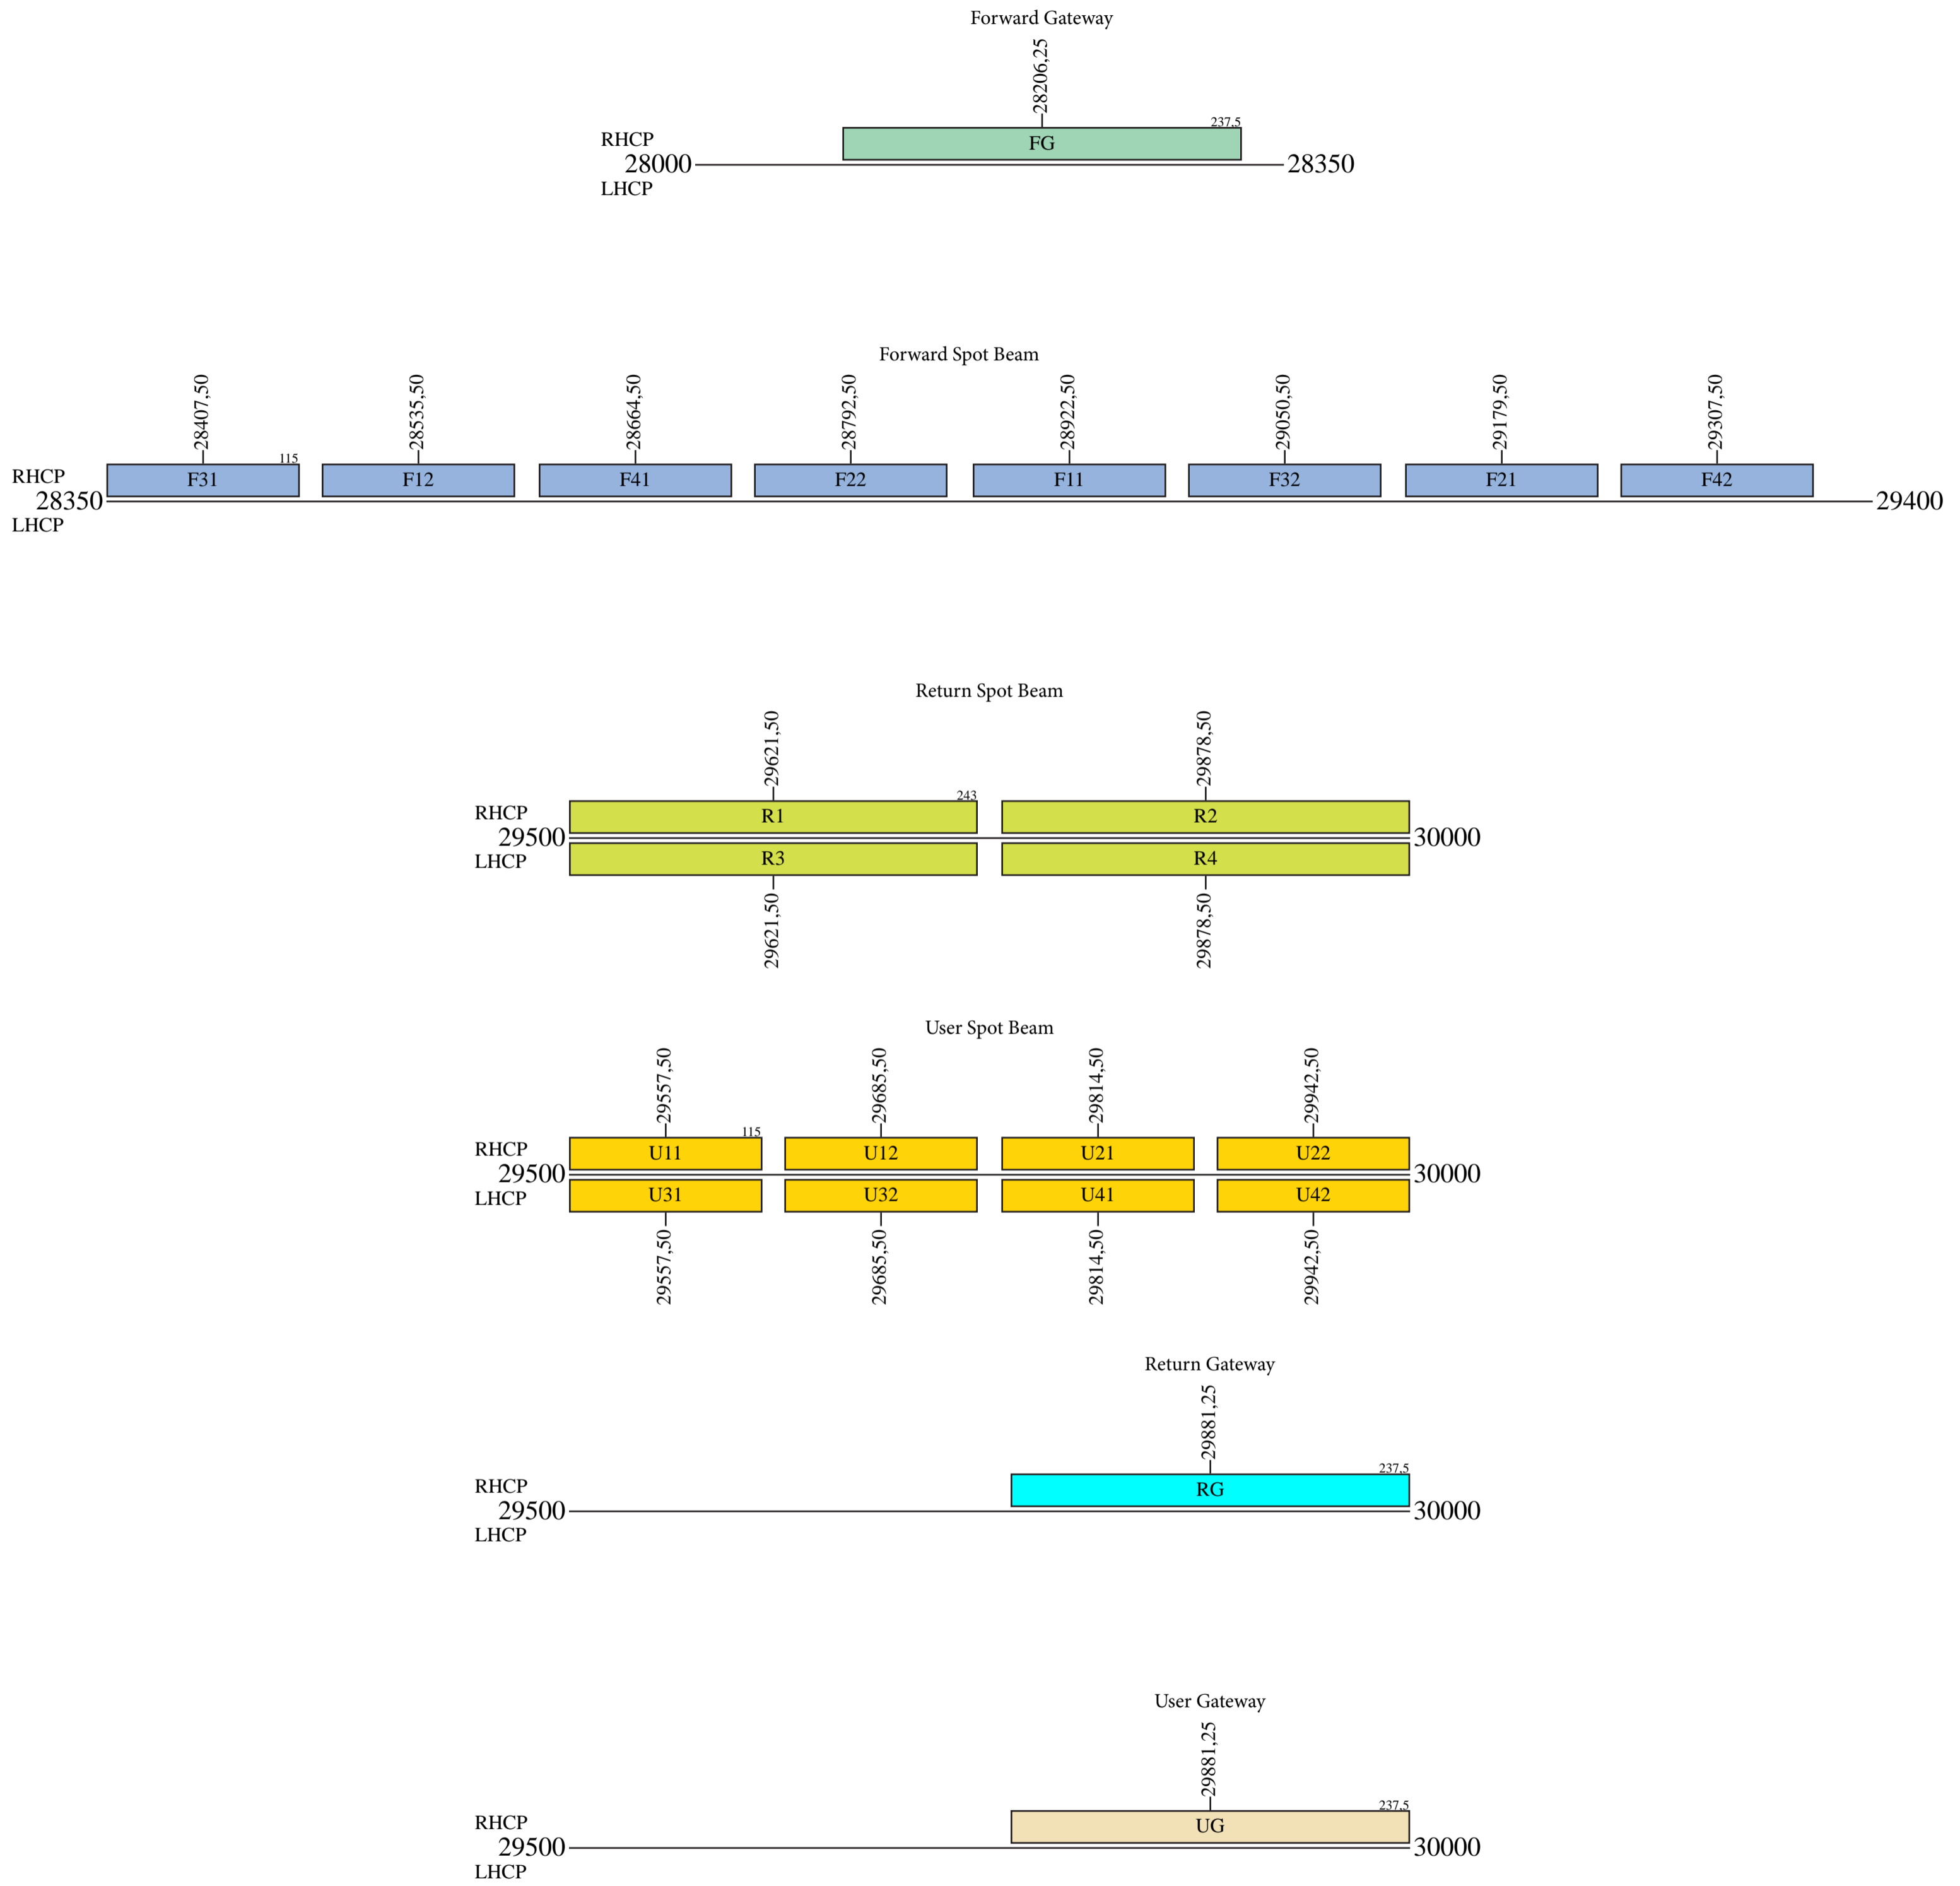 Forward Gateway
28206,25
237,5
RHCP
FG
28000
28350
LHCP
Forward Spot Beam
28407,50
28535,50
28664,50
28792,50
28922,50
29050,50
29179,50
29307,50
115
RHCP
F31
F12
F41
F22
F11
F32
F21
F42
28350
29400
LHCP
Return Spot Beam
29621,50
29878,50
243
RHCP
R1
R2
29500
30000
LHCP
R3
R4
29621,50
29878,50
User Spot Beam
29557,50
29685,50
29814,50
29942,50
115
RHCP
U11
U12
U21
U22
29500
30000
LHCP
U31
U32
U41
U42
29557,50
29685,50
29814,50
29942,50
Return Gateway
29881,25
237,5
RHCP
RG
29500
30000
LHCP
User Gateway
29881,25
237,5
RHCP
UG
29500
30000
LHCP